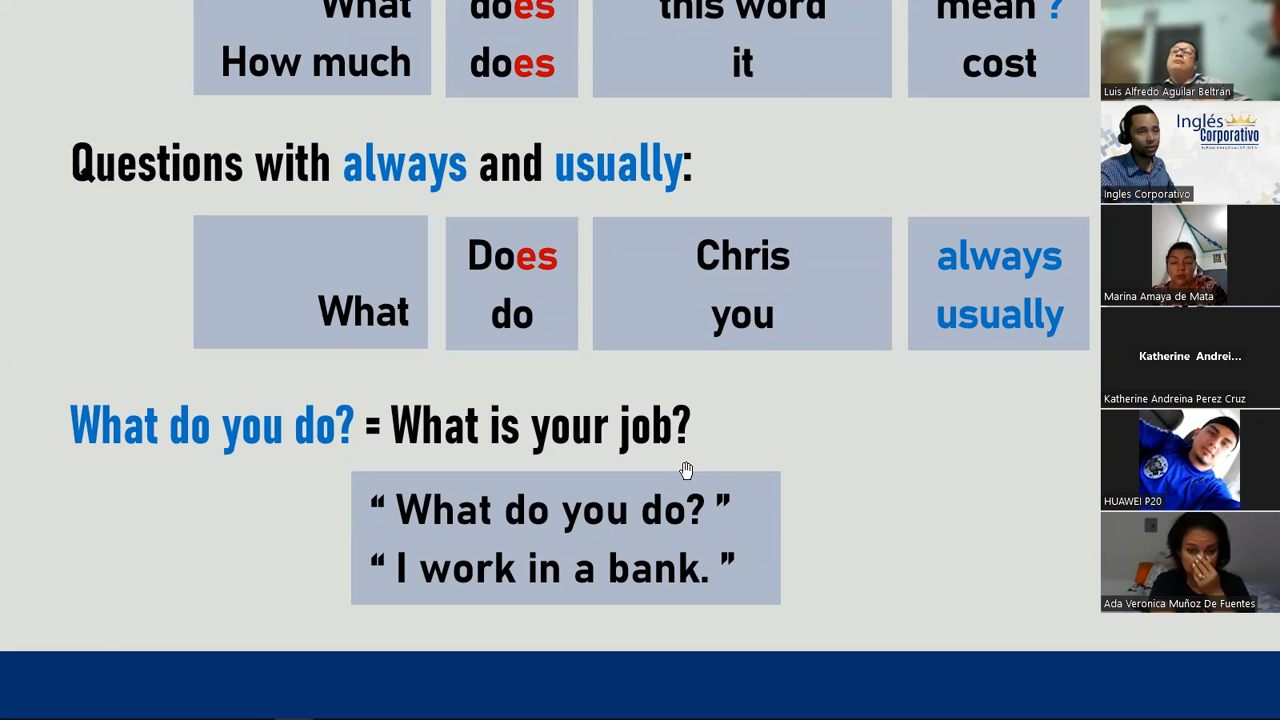 What does this word mean ?
How much does it cost
Questions with always and usually:
Does Chris always
What do you usually
What do you do? = What is your job?
“ What do you do? ”
“ I work in a bank. ”
Luis Alfredo Aguilar Beltrán
Inglés
Corporativo
Ingles Corporativo
Marina Amaya de Mata
Katherine Andrei...
Katherine Andreina Perez Cruz
HUAWEI P20
Ada Veronica Muñoz De Fuentes